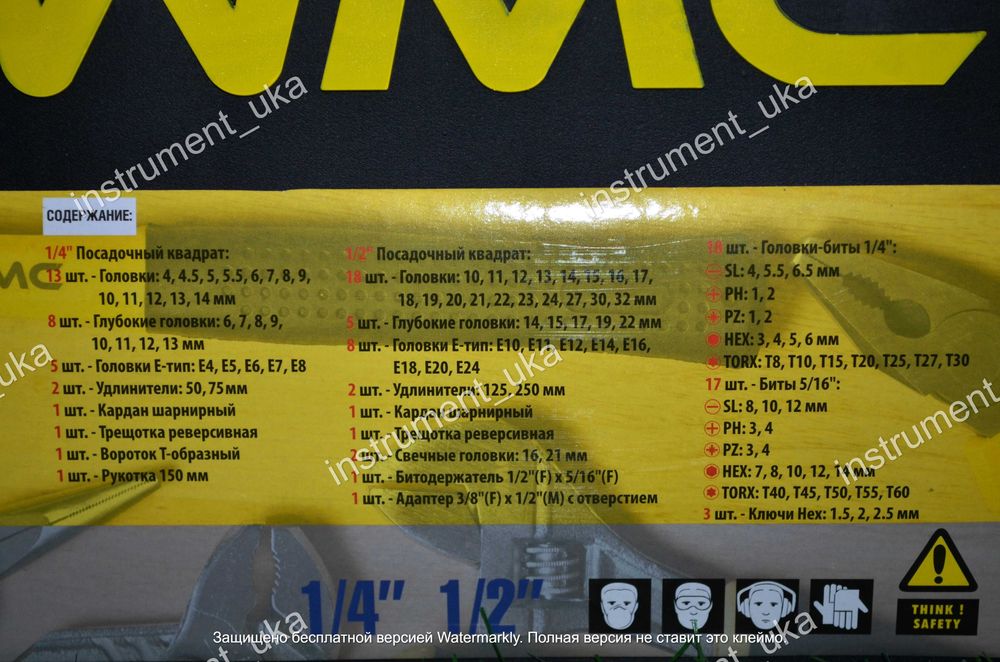 WMC
СОДЕРЖАНИЕ:
1/4" Посадочный квадрат:
13 шт. - Головки: 4, 4.5, 5, 5.5, 6, 7, 8, 9,
10, 11, 12, 13, 14 мм
8 шт. - Глубокие головки: 6, 7, 8, 9,
10, 11, 12, 13 мм
5 шт. - Головки Е-тип: E4, E5, E6, E7, E8
2 шт. - Удлинители: 50, 75 мм
1 шт. - Кардан шарнирный
1 шт. - Трещотка реверсивная
1 шт. - Вороток Т-образный
1 шт. - Рукотка 150 мм
1/2" Посадочный квадрат:
18 шт. - Головки: 10, 11, 12, 13, 14, 15, 16, 17,
18, 19, 20, 21, 22, 23, 24, 27, 30, 32 мм
5 шт. - Глубокие головки: 14, 15, 17, 19, 22 мм
8 шт. - Головки Е-тип: E10, E11, E12, E14, E16,
E18, E20, E24
2 шт. - Удлинители: 125, 250 мм
1 шт. - Кардан шарнирный
1 шт. - Трещотка реверсивная
2 шт. - Свечные головки: 16, 21 мм
1 шт. - Битодержатель 1/2"(F) x 5/16"(F)
1 шт. - Адаптер 3/8"(F) x 1/2"(M) с отверстием
18 шт. - Головки-биты 1/4":
SL: 4, 5.5, 6.5 мм
PH: 1, 2
PZ: 1, 2
HEX: 3, 4, 5, 6 мм
TORX: T8, T10, T15, T20, T25, T27, T30
17 шт. - Биты 5/16":
SL: 8, 10, 12 мм
PH: 3, 4
PZ: 3, 4
HEX: 7, 8, 10, 12, 14 мм
TORX: T40, T45, T50, T55, T60
3 шт. - Ключи Hex: 1.5, 2, 2.5 мм
MC
1/4" 1/2"
THINK !
SAFETY
instrument_uka
instrument_uka
instrument_uka
instrument_uka
instrument
instrument_uka
instrument_uka
Защищено бесплатной версией Watermarkly. Полная версия не ставит это клеймо.